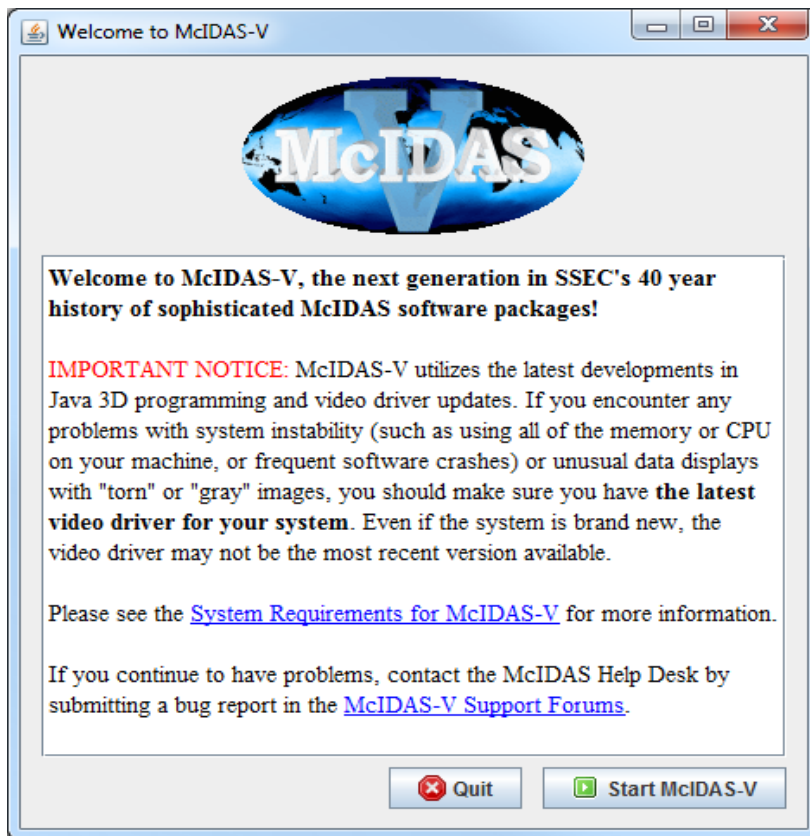 Welcome to McIDAS-V
V
McIDAS
Welcome to McIDAS-V, the next generation in SSEC's 40 year
history of sophisticated McIDAS software packages!
IMPORTANT NOTICE: McIDAS-V utilizes the latest developments in
Java 3D programming and video driver updates. If you encounter any
problems with system instability (such as using all of the memory or CPU
on your machine, or frequent software crashes) or unusual data displays
with "torn" or "gray" images, you should make sure you have the latest
video driver for your system. Even if the system is brand new, the
video driver may not be the most recent version available.
Please see the System Requirements for McIDAS-V for more information.
If you continue to have problems, contact the McIDAS Help Desk by
submitting a bug report in the McIDAS-V Support Forums.
Quit Start McIDAS-V